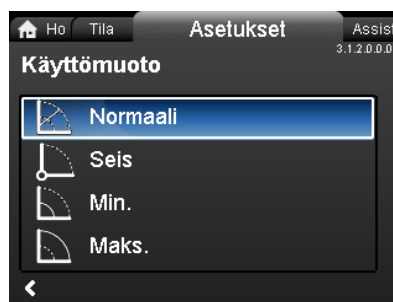 Ho Tila Asetukset Assist
3.1.2.0.0.0
Käyttömuoto
Normaali
Seis
Min.
Maks.